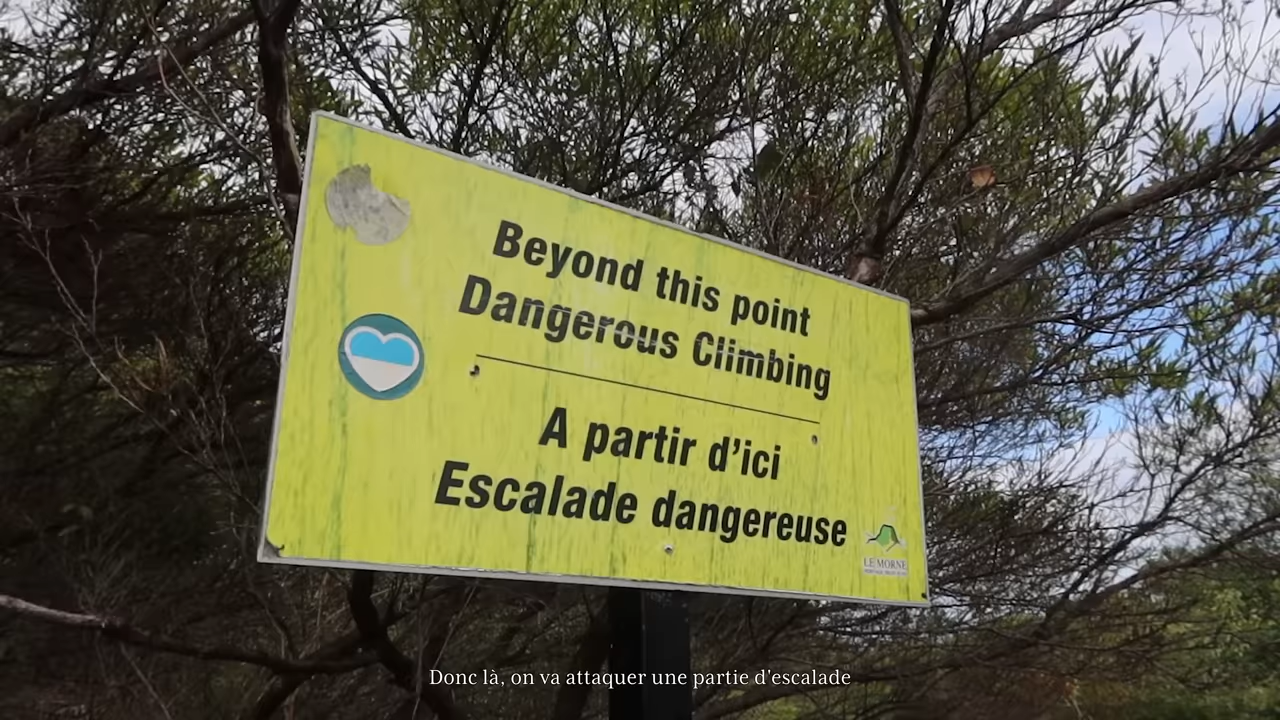 Beyond this point
Dangerous Climbing
A partir d'ici
Escalade dangereuse
LE MORNE
Donc là, on va attaquer une partie d'escalade